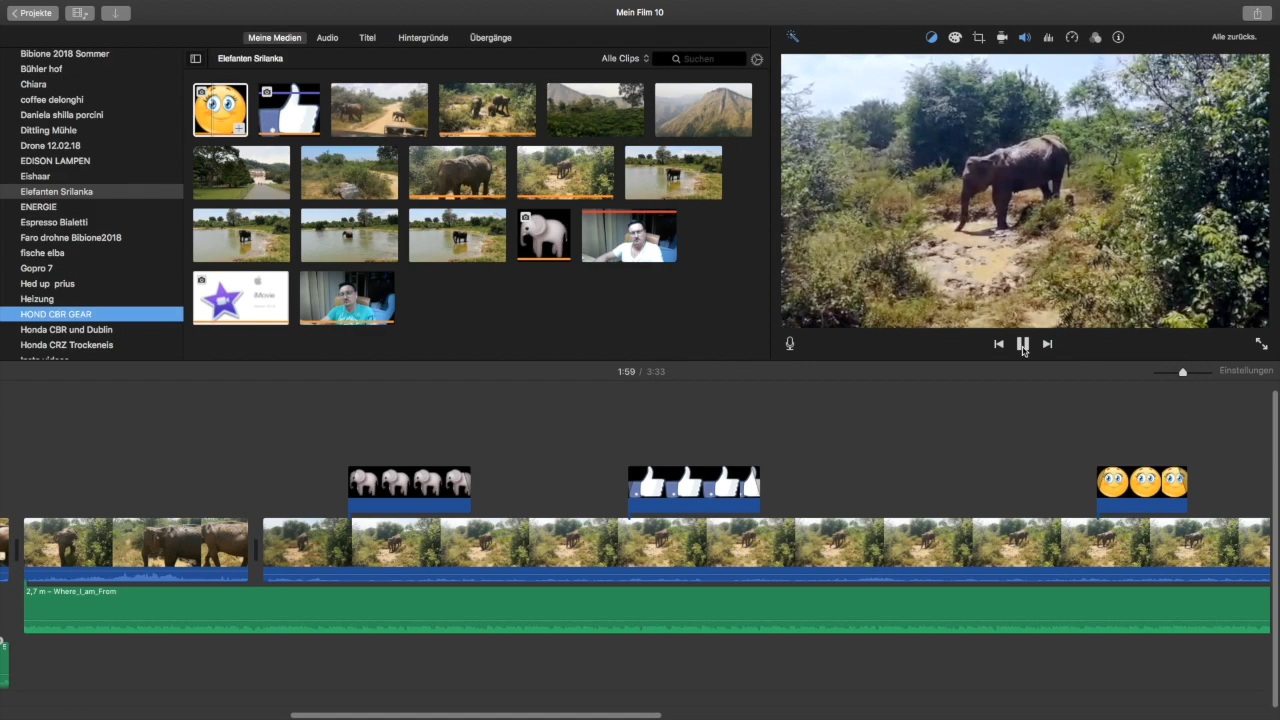 Projekte
Mein Film 10
Meine Medien Audio Titel Hintergründe Übergänge
Alle zurücks.
Bibione 2018 Sommer
Bühler hof
Chiara
coffee delonghi
Daniela shilla porcini
Dittling Mühle
Drone 12.02.18
EDISON LAMPEN
Eishaar
Elefanten Srilanka
ENERGIE
Espresso Bialetti
Faro drohne Bibione2018
fische elba
Gopro 7
Hed up prius
Heizung
HOND CBR GEAR
Honda CBR und Dublin
Honda CRZ Trockeneis
Elefanten Srilanka
Alle Clips
Suchen
iMovie
1:59 / 3:33
Einstellungen
2,7 m – Where_I_am_From